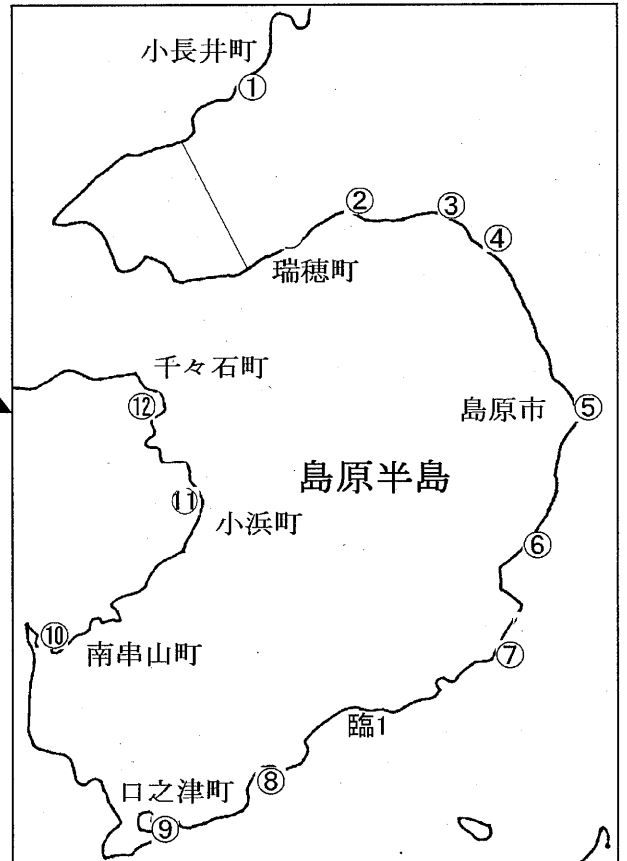 小長井町
①
②
③
④
瑞穂町
千々石町
⑫
島原市
⑤
島原半島
⑪
小浜町
⑥
⑩
南串山町
⑦
臨1
⑧
口之津町
⑨